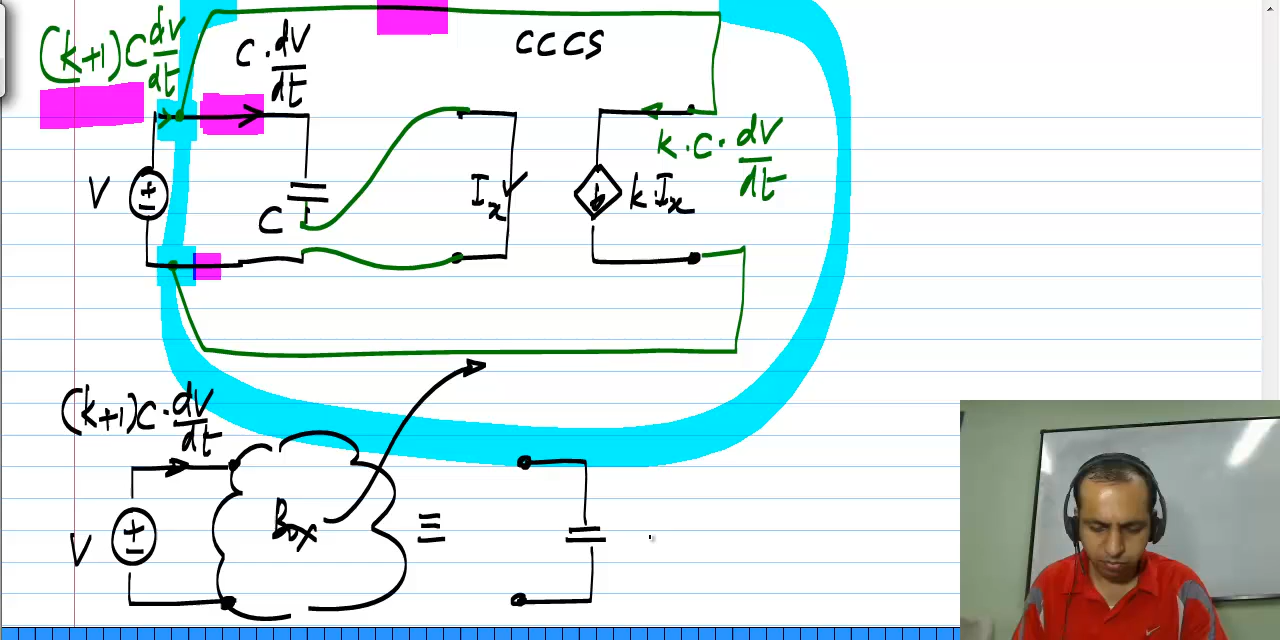 (k+1) C dV/dt
C · dV/dt
CCCS
k · C · dV/dt
V
±
C
Iₓ
k·Iₓ
(k+1)C · dV/dt
V
±
Box
≡